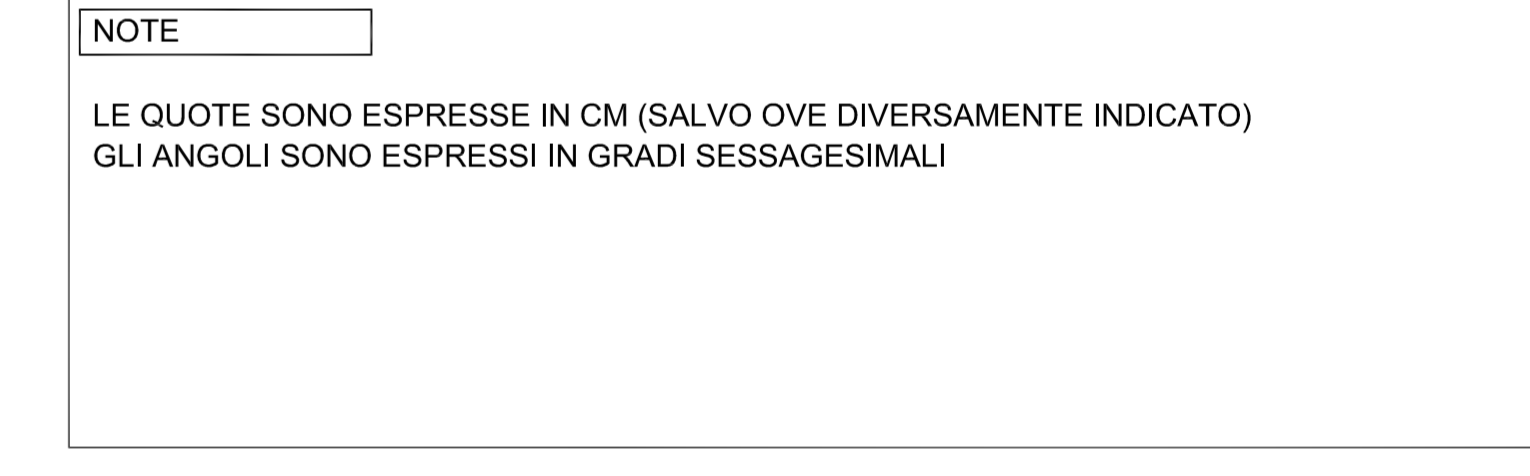 NOTE
LE QUOTE SONO ESPRESSE IN CM (SALVO OVE DIVERSAMENTE INDICATO)
GLI ANGOLI SONO ESPRESSI IN GRADI SESSAGESIMALI